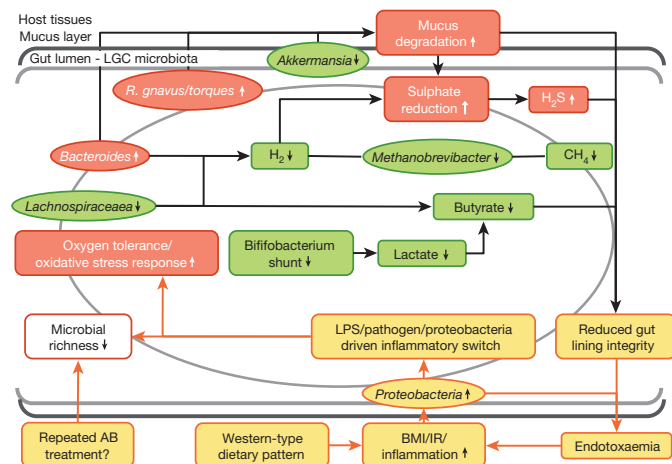 Host tissues
Mucus layer
Gut lumen - LGC microbiota
Mucus
degradation ↑
Akkermansia ↓
R. gnavus/torques ↑
Sulphate
reduction ↑
H₂S ↑
Bacteroides ↑
H₂ ↓
Methanobrevibacter ↓
CH₄ ↓
Lachnospiraceaea ↓
Butyrate ↓
Oxygen tolerance/
oxidative stress response ↑
Bififobacterium
shunt ↓
Lactate ↓
Microbial
richness ↓
LPS/pathogen/proteobacteria
driven inflammatory switch
Reduced gut
lining integrity
Proteobacteria ↑
Repeated AB
treatment?
Western-type
dietary pattern
BMI/IR/
inflammation ↑
Endotoxaemia